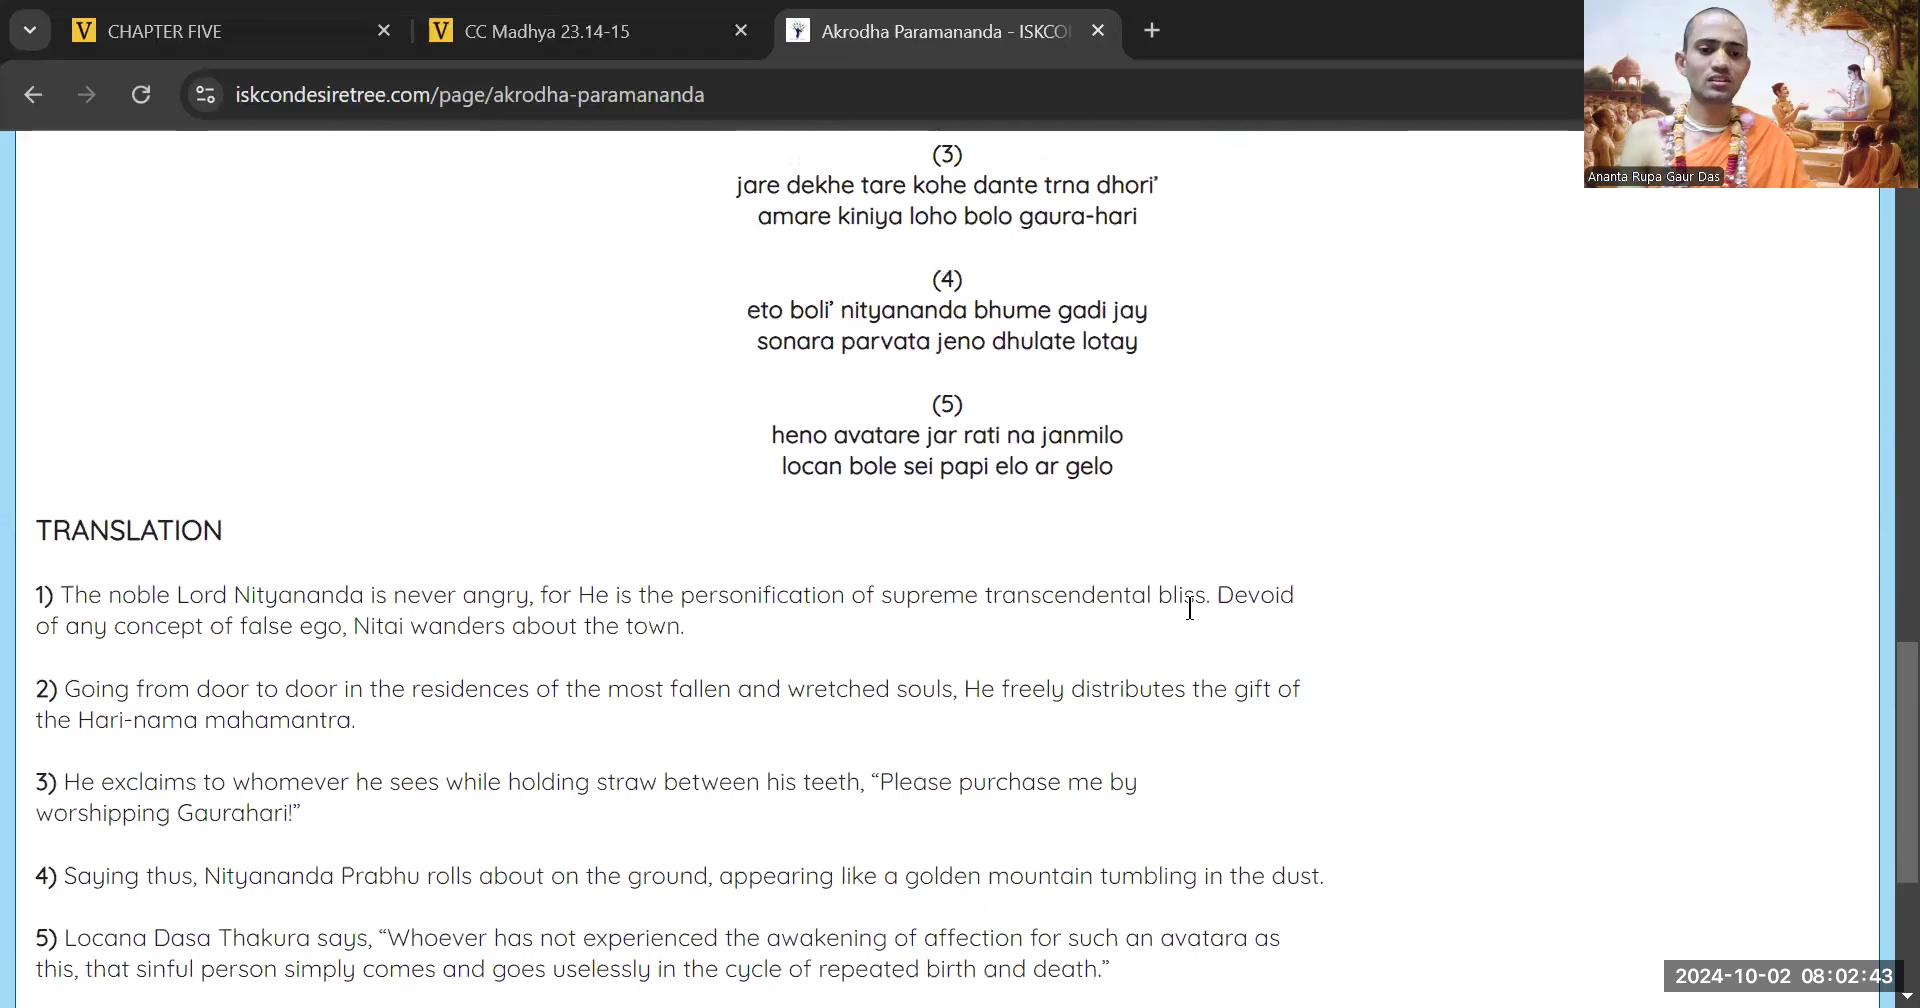 CHAPTER FIVE
CC Madhya 23.14-15
Akrodha Paramananda - ISKCO
iskcondesiretree.com/page/akrodha-paramananda
Ananta Rupa Gaur Das
(3)
jare dekhe tare kohe dante trna dhori’
amare kiniya loho bolo gaura-hari
(4)
eto boli’ nityananda bhume gadi jay
sonara parvata jeno dhulate lotay
(5)
heno avatare jar rati na janmilo
locan bole sei papi elo ar gelo
TRANSLATION
1) The noble Lord Nityananda is never angry, for He is the personification of supreme transcendental bliss. Devoid
of any concept of false ego, Nitai wanders about the town.
2) Going from door to door in the residences of the most fallen and wretched souls, He freely distributes the gift of
the Hari-nama mahamantra.
3) He exclaims to whomever he sees while holding straw between his teeth, “Please purchase me by
worshipping Gaurahari!”
4) Saying thus, Nityananda Prabhu rolls about on the ground, appearing like a golden mountain tumbling in the dust.
5) Locana Dasa Thakura says, “Whoever has not experienced the awakening of affection for such an avatara as
this, that sinful person simply comes and goes uselessly in the cycle of repeated birth and death.”
2024-10-02 08:02:43